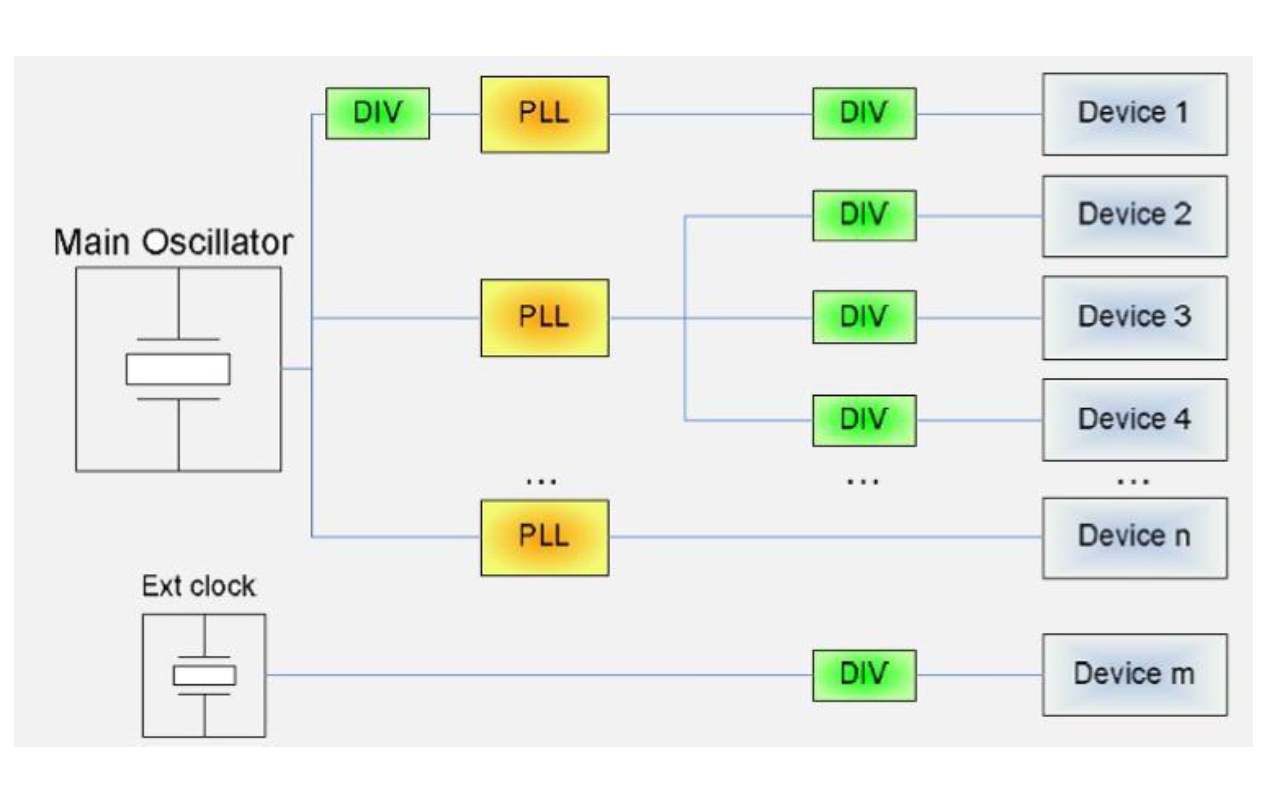 DIV PLL DIV Device 1
DIV Device 2
Main Oscillator
PLL DIV Device 3
DIV Device 4
... ... ...
PLL Device n
Ext clock
DIV Device m